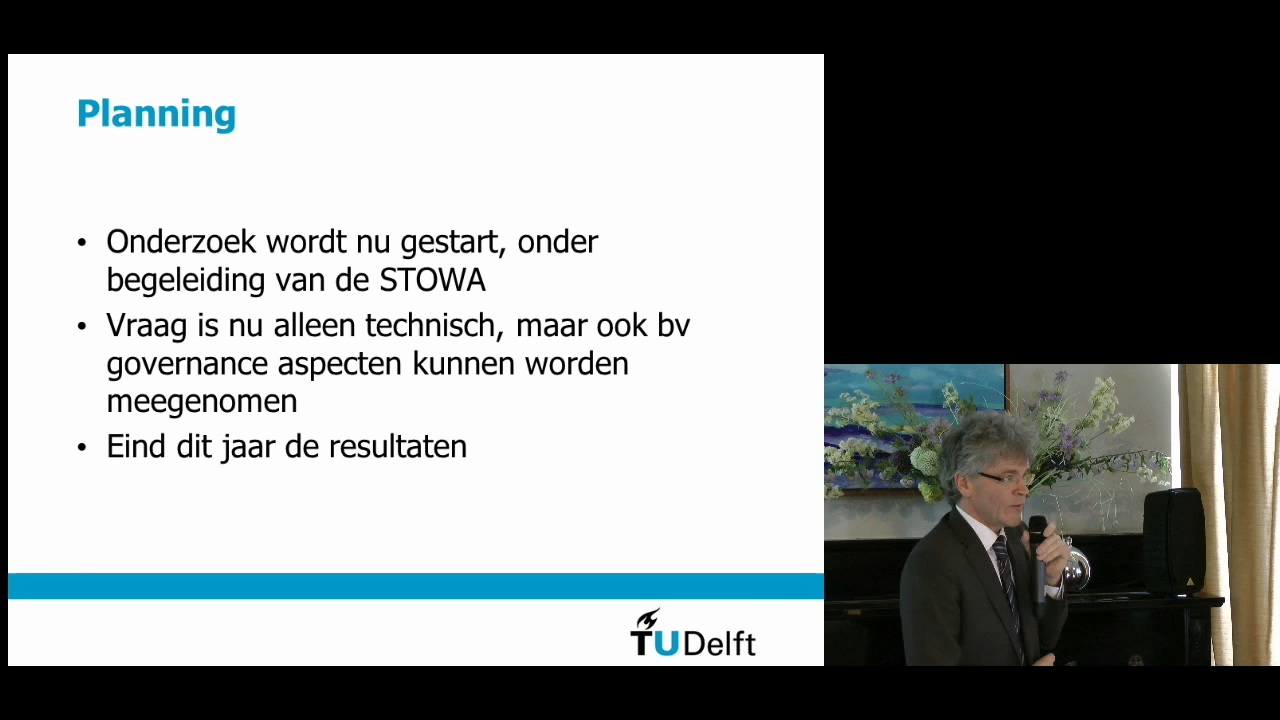 Planning
• Onderzoek wordt nu gestart, onder
begeleiding van de STOWA
• Vraag is nu alleen technisch, maar ook bv
governance aspecten kunnen worden
meegenomen
• Eind dit jaar de resultaten
TUDelft